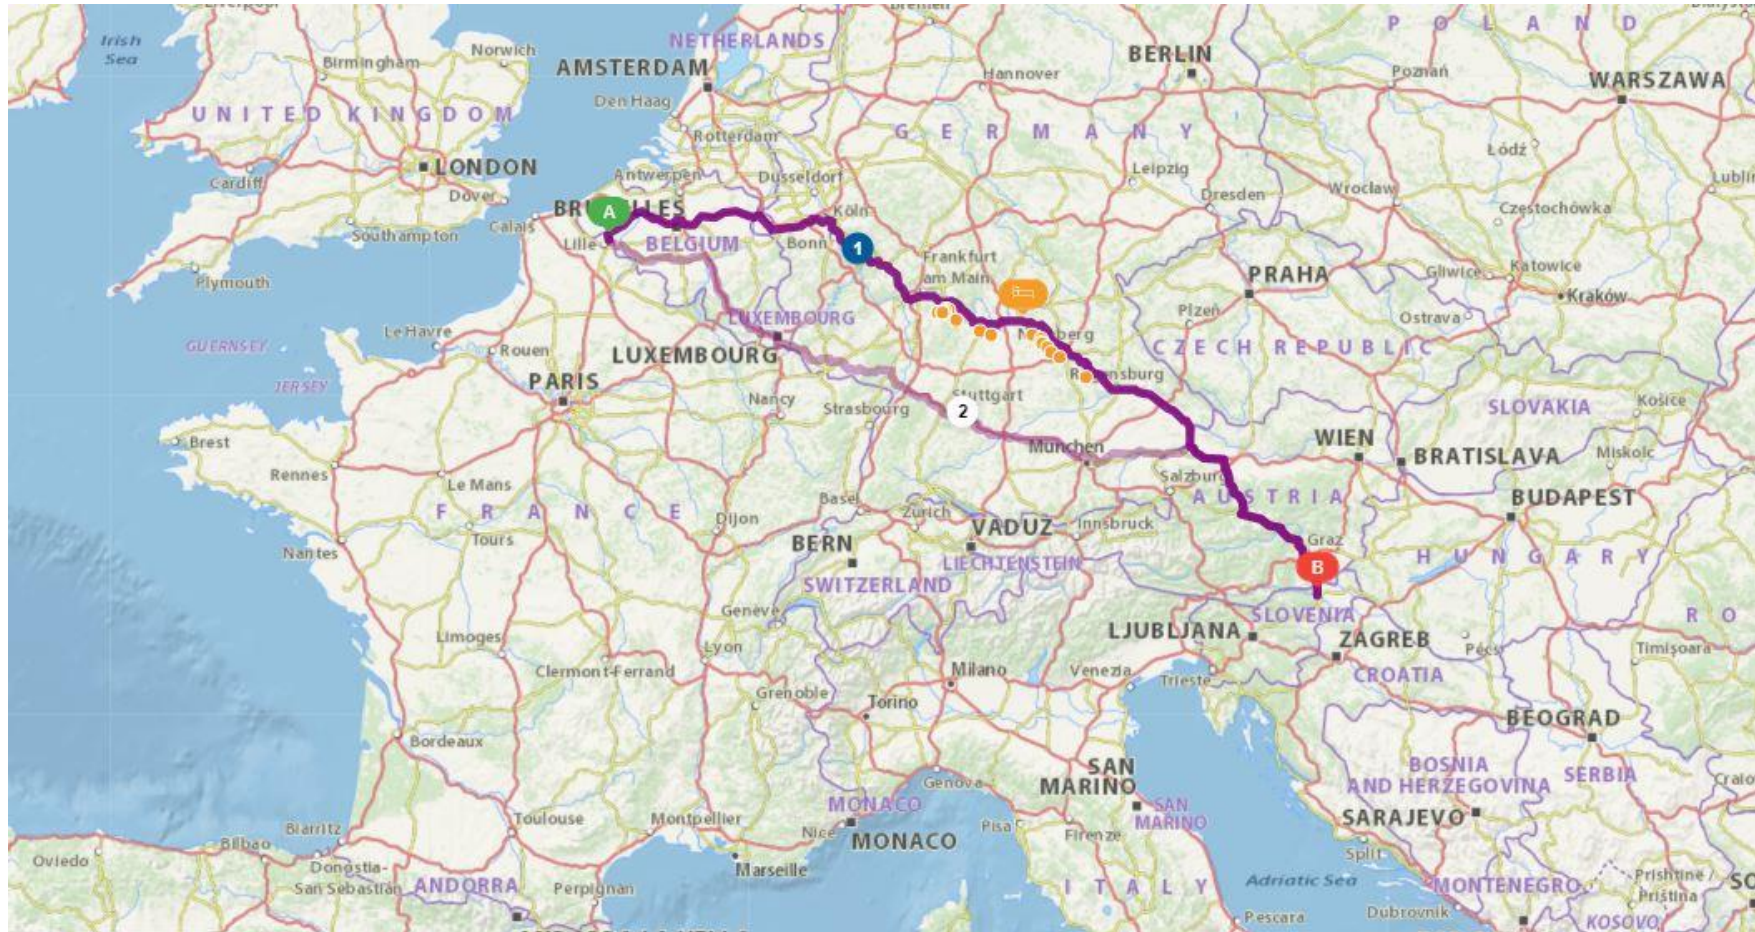 Irish
Sea
Norwich
NETHERLANDS
POLAND
Birmingham
AMSTERDAM
BERLIN
Hannover
Poznań
WARSZAWA
Den Haag
UNITED KINGDOM
Rotterdam
GERMANY
Łódź
LONDON
Cardiff
Antwerpen
Dusseldorf
Leipzig
Dover
Dresden
Wrocław
Lublin
Calais
A
Köln
Częstochowa
Southampton
Lille
BELGIUM
Bonn
1
Frankfurt
am Main
Plymouth
PRAHA
Gliwice
Katowice
Kraków
LUXEMBOURG
Plzeń
Ostrava
Le Havre
GUERNSEY
Rouen
LUXEMBOURG
CZECH REPUBLIC
JERSEY
PARIS
Nancy
Stuttgart
Strasbourg
2
SLOVAKIA
Košice
Brest
Rennes
Munchen
WIEN
BRATISLAVA
Miskolc
Le Mans
Salzburg
AUSTRIA
BUDAPEST
FRANCE
Basel
Zurich
Dijon
VADUZ
Innsbruck
Tours
BERN
Graz
Nantes
LIECHTENSTEIN
HUNGARY
B
SWITZERLAND
Geneve
SLOVENIA
RO
Limoges
LJUBLJANA
ZAGREB
Lyon
Pécs
Timișoara
Clermont-Ferrand
Milano
Venezia
CROATIA
Trieste
Grenoble
Torino
BEOGRAD
Bordeaux
BOSNIA
AND HERZEGOVINA
SERBIA
SAN
MARINO
Genova
MONACO
SAN
MARINO
SARAJEVO
Toulouse
Montpellier
Biarritz
Nice
MONACO
Pisa
Firenze
Bilbao
Split
Oviedo
Donostia-
San Sebastián
ANDORRA
Perpignan
Marseille
ITALY
Adriatic Sea
MONTENEGRO
Prishtinë /
Priština
Dubrovnik
Pescara
KOSOVO